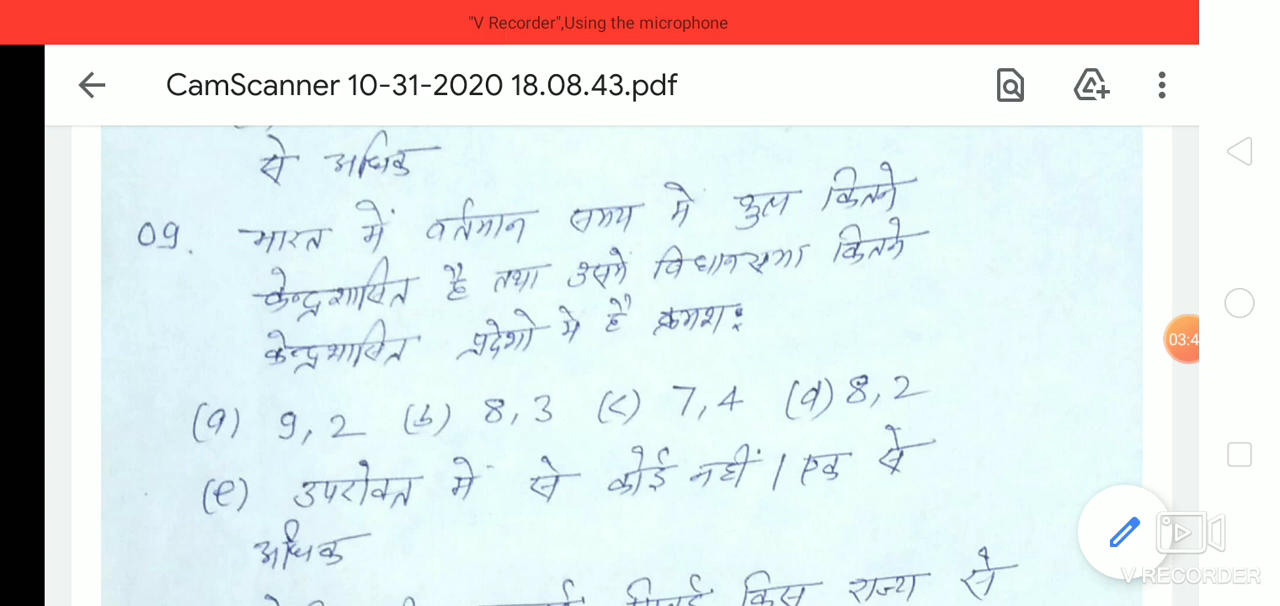 "V Recorder",Using the microphone
CamScanner 10-31-2020 18.08.43.pdf
से अधिक
09. भारत में वर्तमान समय मे कुल कितने
केन्द्रशासित है तथा उसमें विधानसभा कितने
केन्द्रशासित प्रदेशो मे है क्रमशः
(a) 9, 2 (b) 8, 3 (c) 7, 4 (d) 8, 2
(e) उपरोक्त में से कोई नहीं / एक से
अधिक
किस राज्य से
03:4
V RECORDER